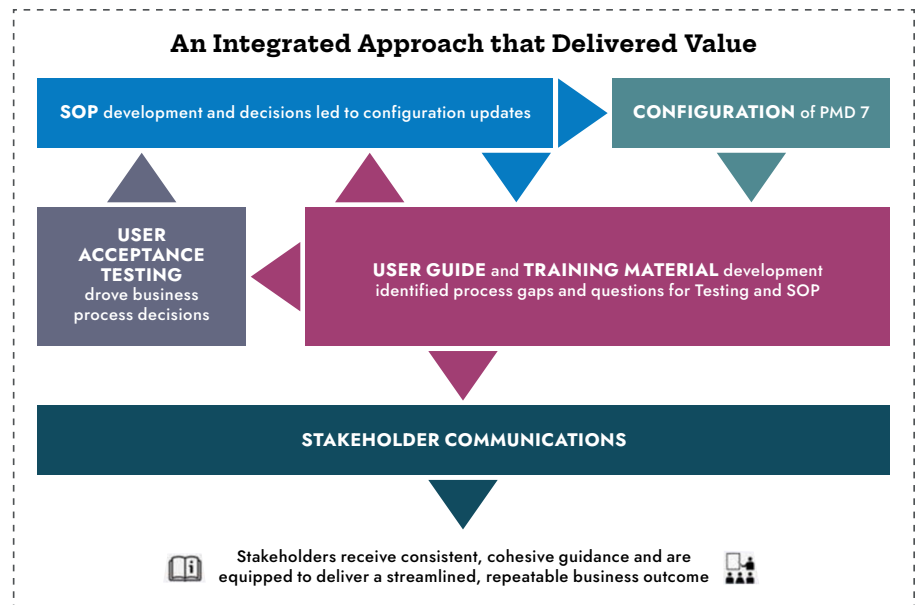 An Integrated Approach that Delivered Value
SOP development and decisions led to configuration updates
CONFIGURATION of PMD 7
USER
ACCEPTANCE
TESTING
drove business
process decisions
USER GUIDE and TRAINING MATERIAL development
identified process gaps and questions for Testing and SOP
STAKEHOLDER COMMUNICATIONS
Stakeholders receive consistent, cohesive guidance and are
equipped to deliver a streamlined, repeatable business outcome